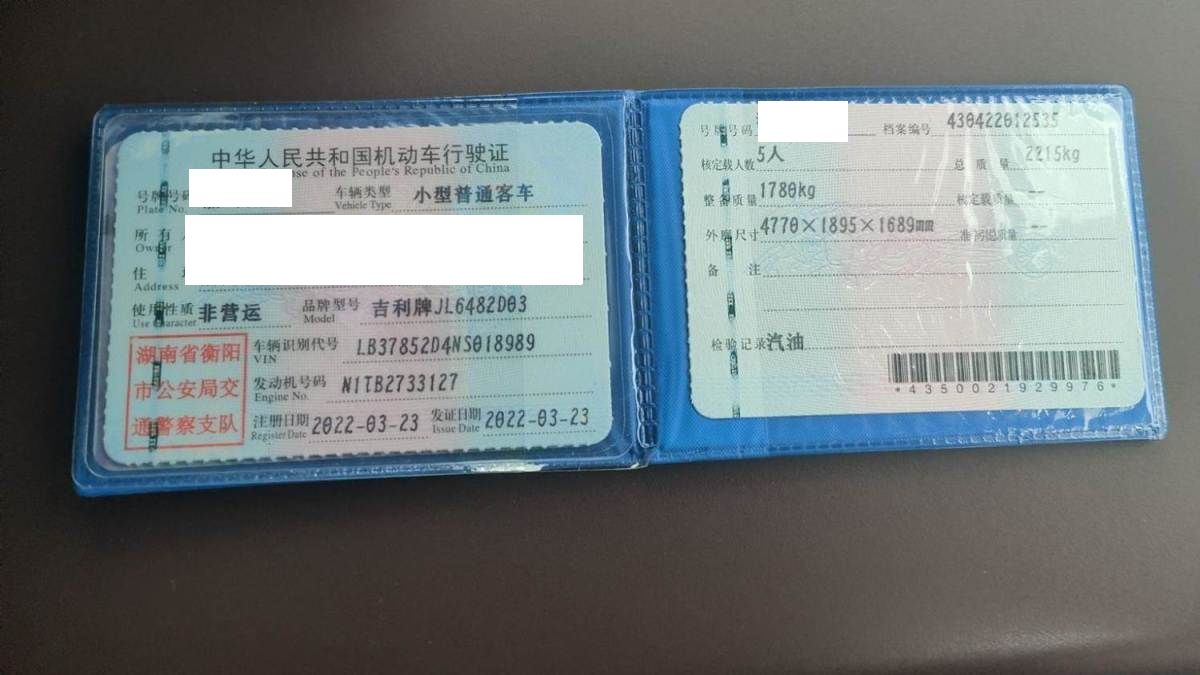 中华人民共和国机动车行驶证
nse of the People's Republic of China
号牌号码 车辆类型 小型普通客车
Plate No. Vehicle Type
所有
Owner
住
Address
使用性质 非营运 品牌型号 吉利牌JL6482D03
Use Character Model
湖南省衡阳
市公安局交
通警察支队
车辆识别代号 LB37852D4NS018989
VIN
发动机号码 N1TB2733127
Engine No.
注册日期 2022-03-23 发证日期 2022-03-23
Register Date Issue Date
号牌号码 档案编号 430422012535
核定载人数 5人 总质量 2215kg
整备质量 1780kg 核定载质量 --
外廓尺寸 4770×1895×1689mm 准牵引总质量 --
备注
检验记录 汽油
*4350021929976*